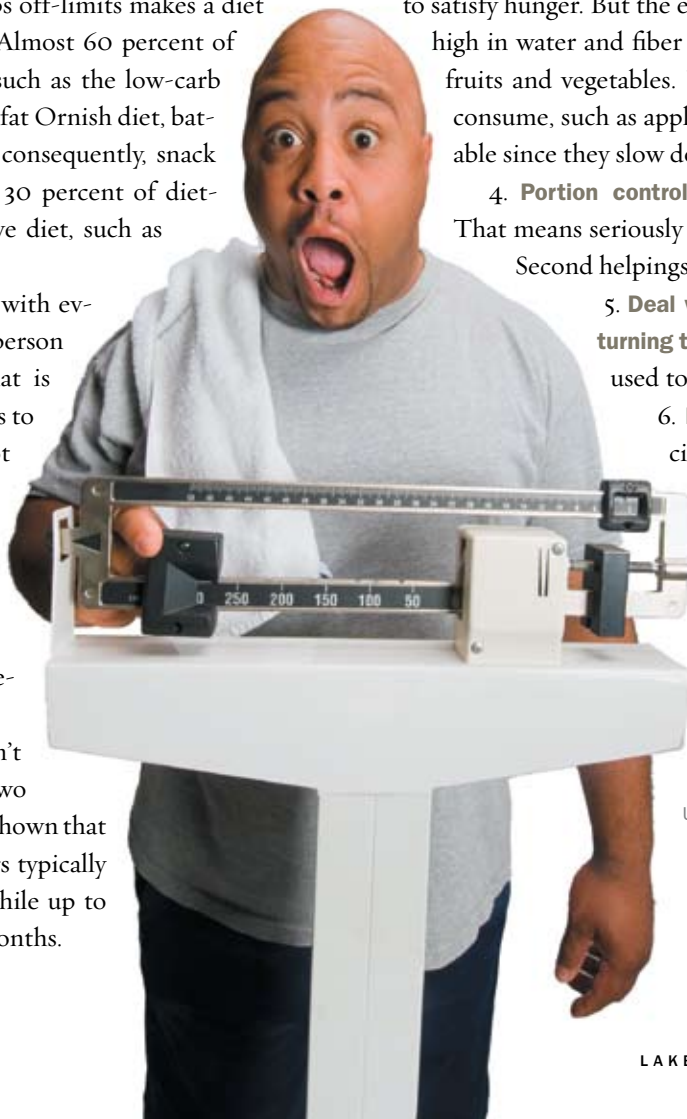 os off-limits makes a diet
Almost 60 percent of
such as the low-carb
fat Ornish diet, bat-
consequently, snack
30 percent of diet-
ve diet, such as
with ev-
person
at is
s to
ot
e-
n't
wo
hown that
rs typically
hile up to
onths.
to satisfy hunger. But the e
high in water and fiber
fruits and vegetables.
consume, such as appl
able since they slow d
4. Portion control
That means seriously
Second helpings
5. Deal
turning t
used to
6.
ci
250 200 150 100 50
LAKE